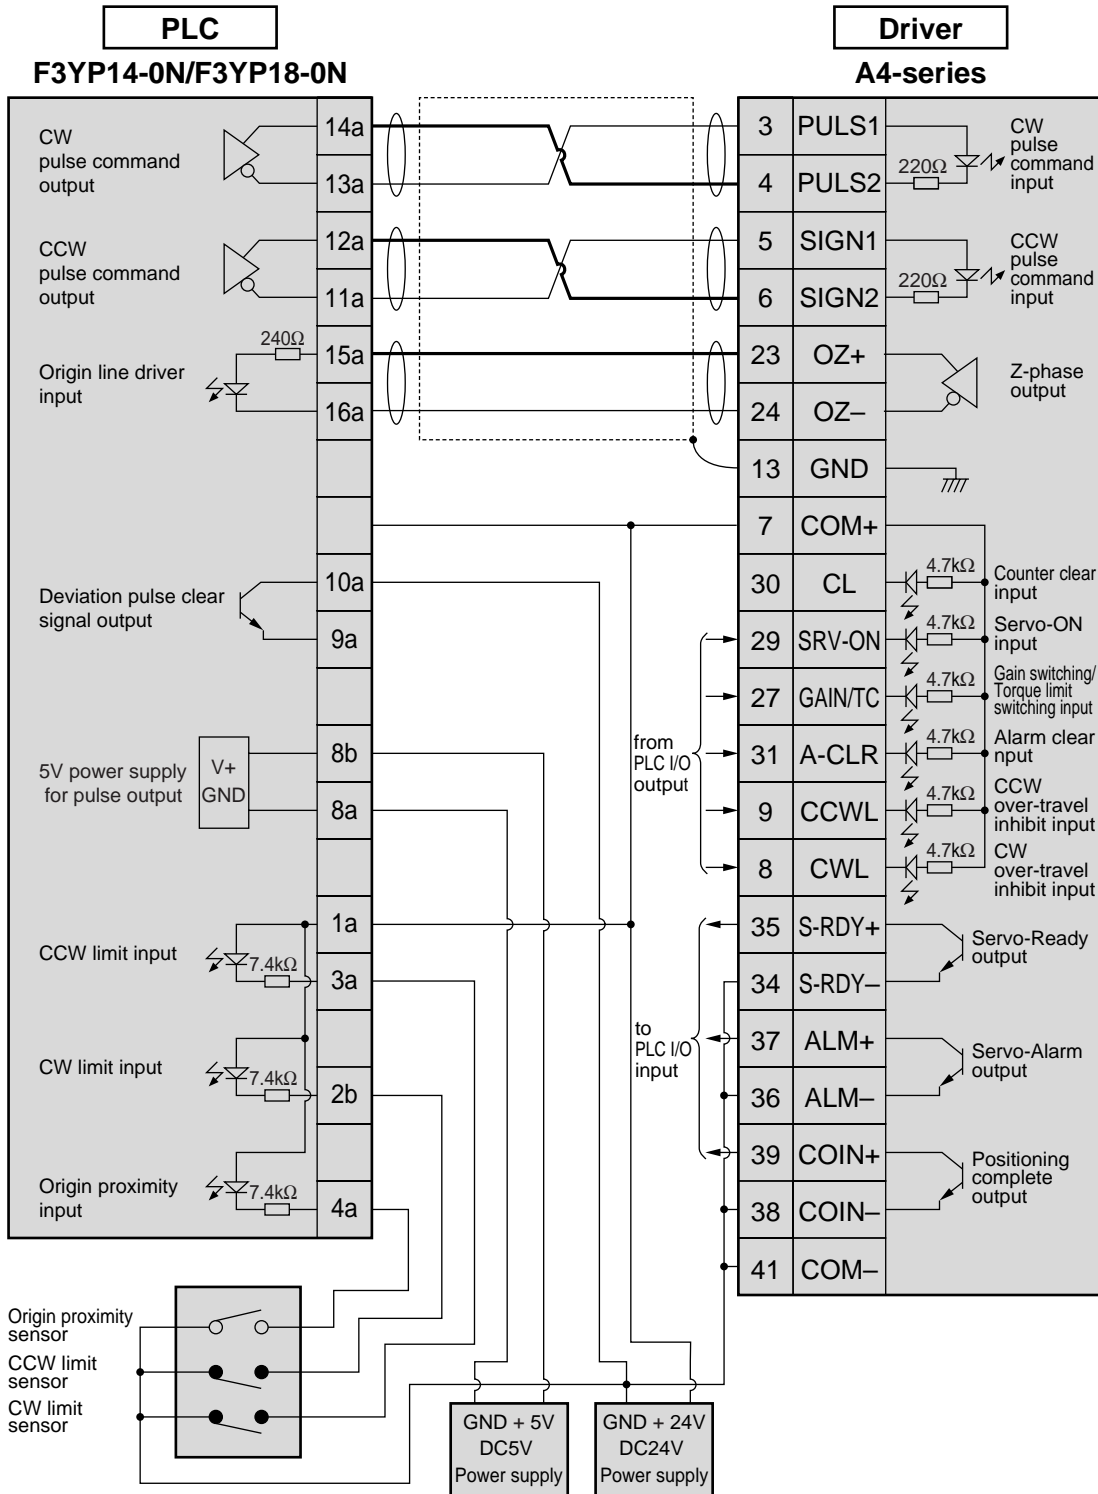 PLC
Driver
F3YP14-0N/F3YP18-0N
A4-series
CW
pulse command
output
14a
13a
CCW
pulse command
output
12a
11a
Origin line driver
input
240Ω
15a
16a
Deviation pulse clear
signal output
10a
9a
5V power supply
for pulse output
V+
GND
8b
8a
CCW limit input
7.4kΩ
1a
3a
CW limit input
7.4kΩ
2b
Origin proximity
input
7.4kΩ
4a
3 PULS1
4 PULS2
220Ω
CW
pulse
command
input
5 SIGN1
6 SIGN2
220Ω
CCW
pulse
command
input
23 OZ+
24 OZ–
Z-phase
output
13 GND
7 COM+
30 CL
4.7kΩ
Counter clear
input
29 SRV-ON
4.7kΩ
Servo-ON
input
27 GAIN/TC
4.7kΩ
Gain switching/
Torque limit
switching input
31 A-CLR
4.7kΩ
Alarm clear
nput
9 CCWL
4.7kΩ
CCW
over-travel
inhibit input
8 CWL
4.7kΩ
CW
over-travel
inhibit input
from
PLC I/O
output
35 S-RDY+
34 S-RDY–
Servo-Ready
output
to
PLC I/O
input
37 ALM+
36 ALM–
Servo-Alarm
output
39 COIN+
38 COIN–
Positioning
complete
output
41 COM–
Origin proximity
sensor
CCW limit
sensor
CW limit
sensor
GND + 5V
DC5V
Power supply
GND + 24V
DC24V
Power supply